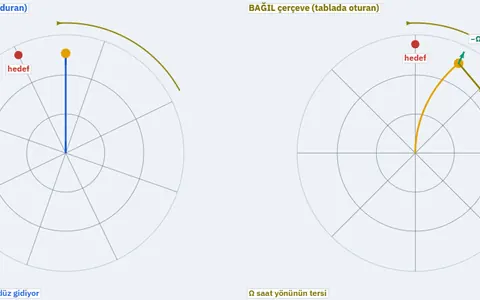 duran)
BAĞIL çerçeve (tablada oturan)
hedef
hedef
−Ω
düz gidiyor
Ω saat yönünün tersi